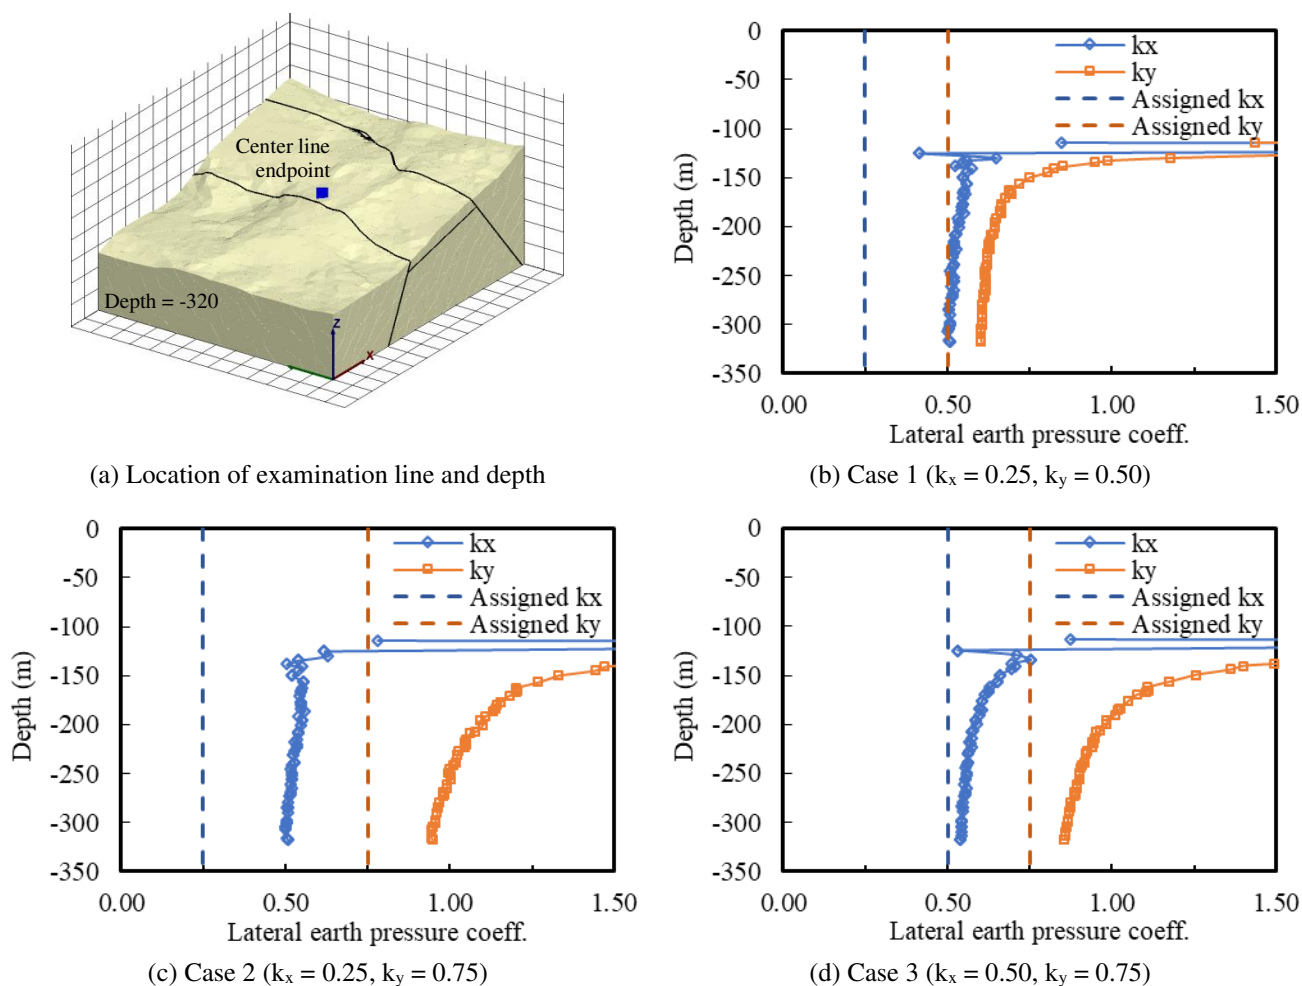 Center line
endpoint
Depth = -320
z
x
(a) Location of examination line and depth
0
-50
-100
-150
-200
-250
-300
-350
Depth (m)
kx
ky
Assigned kx
Assigned ky
0.00
0.50
1.00
1.50
Lateral earth pressure coeff.
(b) Case 1 (kx = 0.25, ky = 0.50)
0
-50
-100
-150
-200
-250
-300
-350
Depth (m)
kx
ky
Assigned kx
Assigned ky
0.00
0.50
1.00
1.50
Lateral earth pressure coeff.
(c) Case 2 (kx = 0.25, ky = 0.75)
0
-50
-100
-150
-200
-250
-300
-350
Depth (m)
kx
ky
Assigned kx
Assigned ky
0.00
0.50
1.00
1.50
Lateral earth pressure coeff.
(d) Case 3 (kx = 0.50, ky = 0.75)